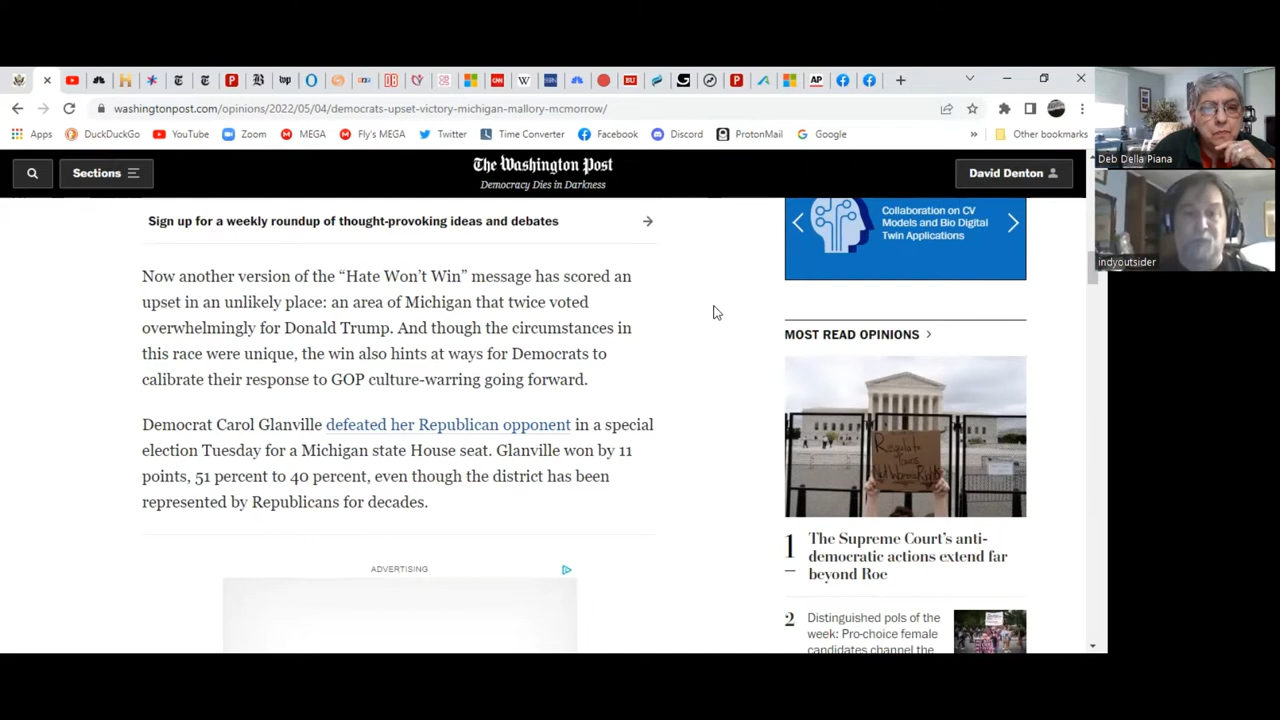 washingtonpost.com/opinions/2022/05/04/democrats-upset-victory-michigan-mallory-mcmorrow/
Apps
DuckDuckGo
YouTube
Zoom
MEGA
Fly's MEGA
Twitter
Time Converter
Facebook
Discord
ProtonMail
Google
»
Other bookmarks
Sections
The Washington Post
Democracy Dies in Darkness
David Denton
Sign up for a weekly roundup of thought-provoking ideas and debates
Now another version of the “Hate Won’t Win” message has scored an
upset in an unlikely place: an area of Michigan that twice voted
overwhelmingly for Donald Trump. And though the circumstances in
this race were unique, the win also hints at ways for Democrats to
calibrate their response to GOP culture-warring going forward.
Democrat Carol Glanville defeated her Republican opponent in a special
election Tuesday for a Michigan state House seat. Glanville won by 11
points, 51 percent to 40 percent, even though the district has been
represented by Republicans for decades.
ADVERTISING
Collaboration on CV
Models and Bio Digital
Twin Applications
MOST READ OPINIONS
Regulate
Guns
Not Women's Rights
1
The Supreme Court’s anti-
democratic actions extend far
beyond Roe
2
Distinguished pols of the
week: Pro-choice female
candidates channel the
Deb Della Piana
indyoutsider